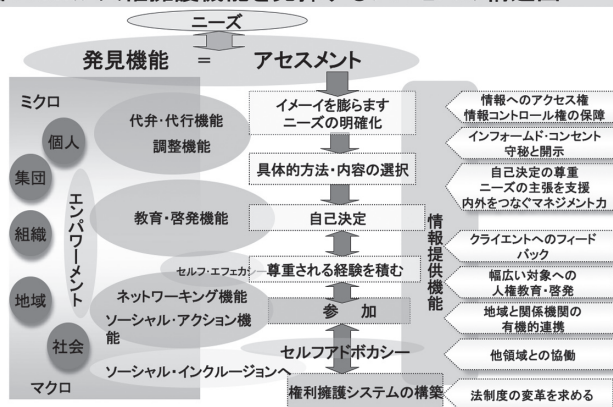 ニーズ
発見機能 = アセスメント
ミクロ
個人
集団
組織
地域
社会
マクロ
エンパワーメント
代弁・代行機能
調整機能
教育・啓発機能
セルフ・エフェカシー
ネットワーキング機能
ソーシャル・アクション機
能
ソーシャル・インクルージョンへ
イメーイを膨らます
ニーズの明確化
具体的方法・内容の選択
自己決定
尊重される経験を積む
参 加
セルフアドボカシー
権利擁護システムの構築
情報提供機能
情報へのアクセス権
情報コントロール権の保障
インフォームド・コンセント
守秘と開示
自己決定の尊重
ニーズの主張を支援
内外をつなぐマネジメント力
クライエントへのフィード
バック
幅広い対象への
人権教育・啓発
地域と関係機関の
有機的連携
他領域との協働
法制度の変革を求める